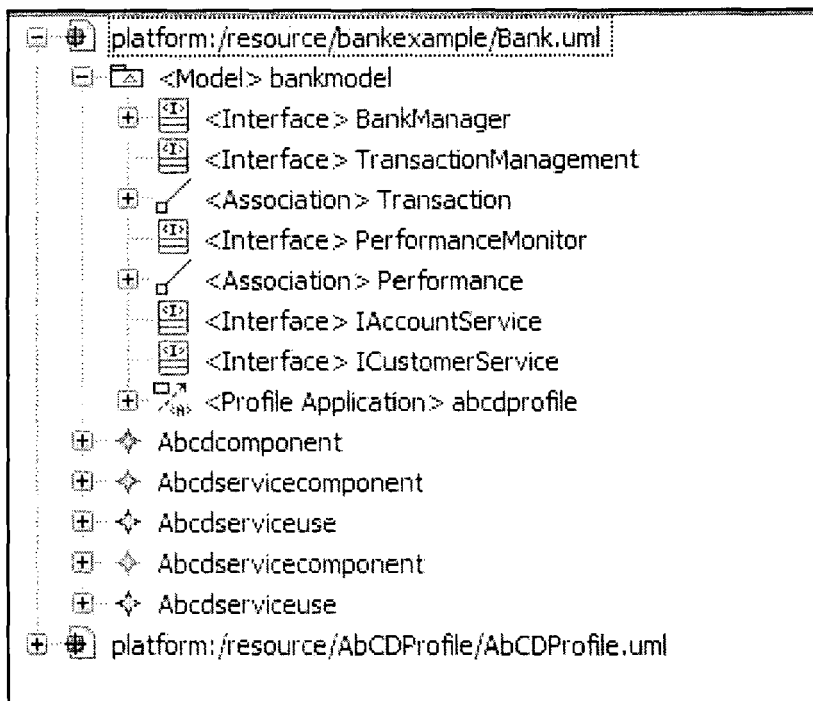 platform:/resource/bankexample/Bank.uml
<Model> bankmodel
<Interface> BankManager
<Interface> TransactionManagement
<Association> Transaction
<Interface> PerformanceMonitor
<Association> Performance
<Interface> IAccountService
<Interface> ICustomerService
<Profile Application> abcdprofile
Abcdcomponent
Abcdservicecomponent
Abcdserviceuse
Abcdservicecomponent
Abcdserviceuse
platform:/resource/AbCDProfile/AbCDProfile.uml